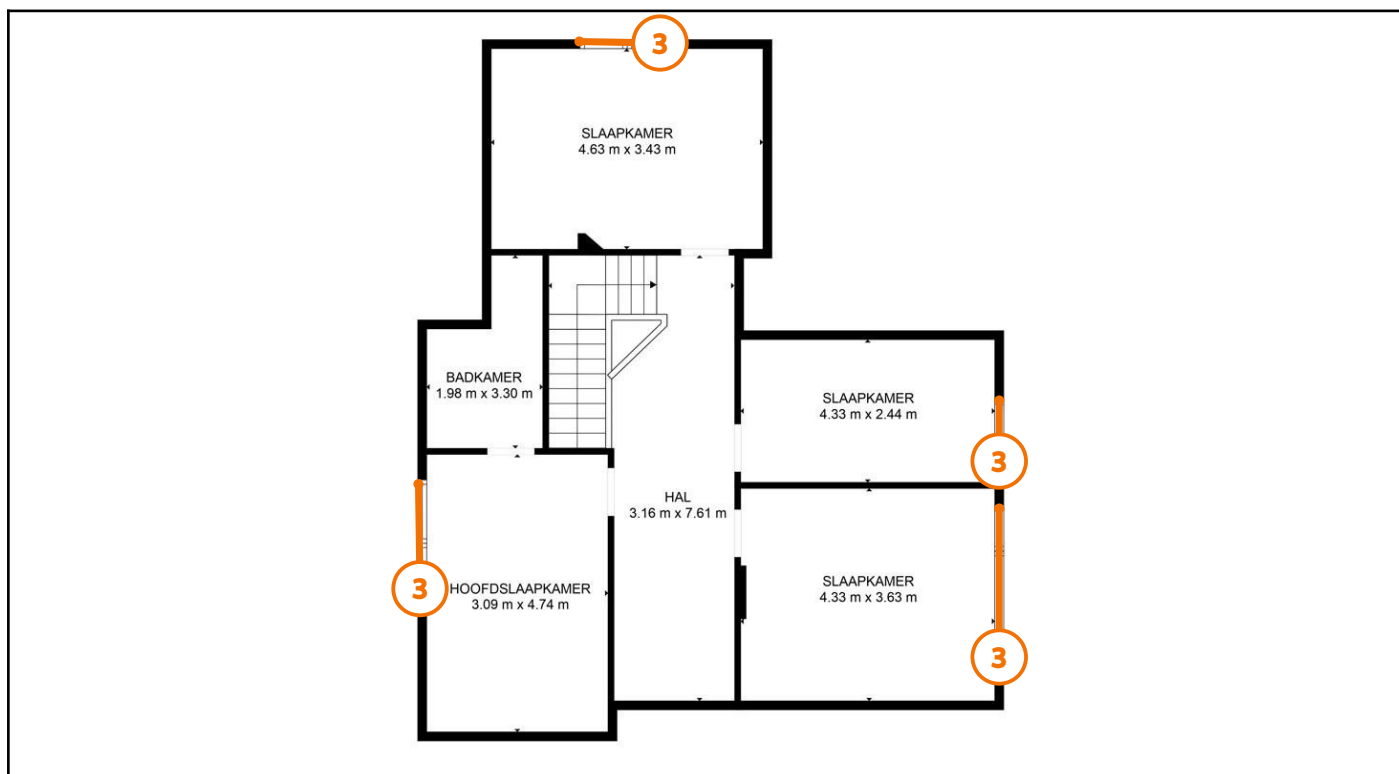 3
SLAAPKAMER
4.63 m x 3.43 m
BADKAMER
1.98 m x 3.30 m
SLAAPKAMER
4.33 m x 2.44 m
3
HAL
3.16 m x 7.61 m
3
HOOFDSLAAPKAMER
3.09 m x 4.74 m
SLAAPKAMER
4.33 m x 3.63 m
3